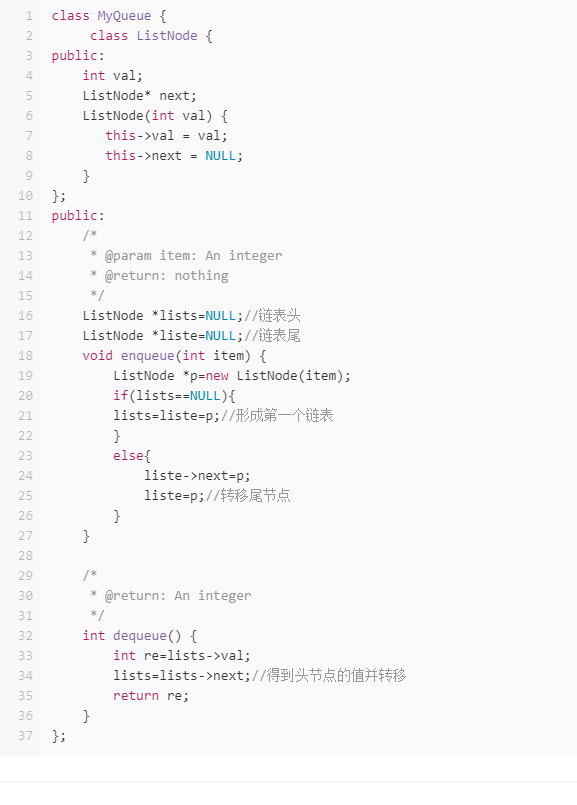 1 class MyQueue {
2      class ListNode {
3 public:
4     int val;
5     ListNode* next;
6     ListNode(int val) {
7        this->val = val;
8        this->next = NULL;
9     }
10 };
11 public:
12     /*
13      * @param item: An integer
14      * @return: nothing
15      */
16     ListNode *lists=NULL;//链表头
17     ListNode *liste=NULL;//链表尾
18     void enqueue(int item) {
19         ListNode *p=new ListNode(item);
20         if(lists==NULL){
21         lists=liste=p;//形成第一个链表
22         }
23         else{
24             liste->next=p;
25             liste=p;//转移尾节点
26         }
27     }
28
29     /*
30      * @return: An integer
31      */
32     int dequeue() {
33         int re=lists->val;
34         lists=lists->next;//得到头节点的值并转移
35         return re;
36     }
37 };